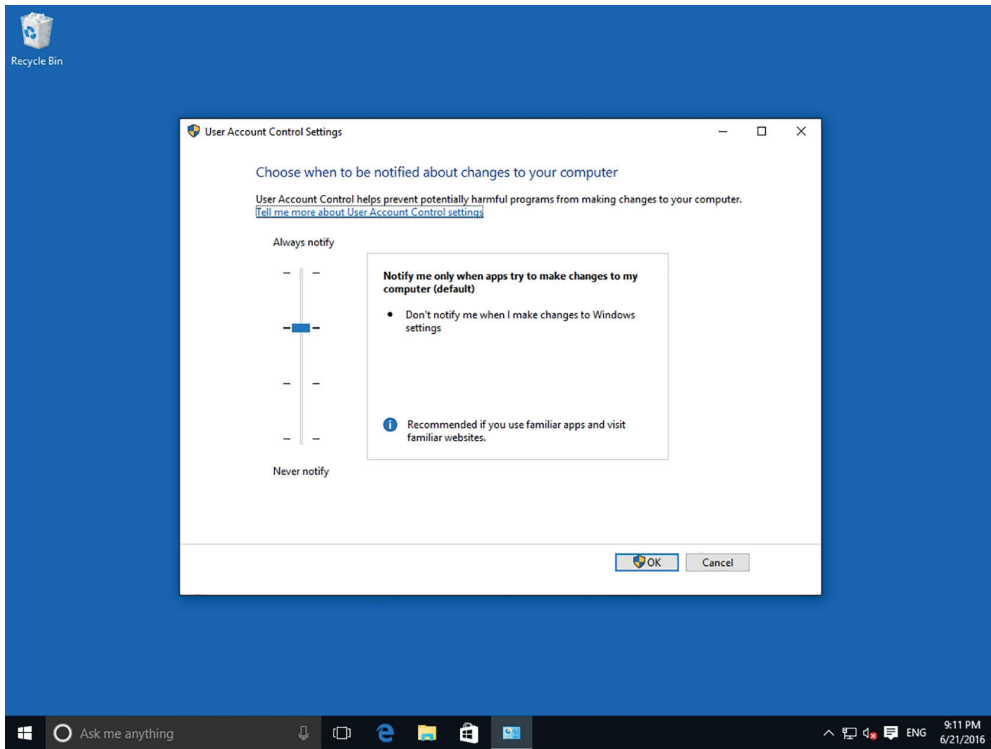 Recycle Bin
User Account Control Settings
Choose when to be notified about changes to your computer
User Account Control helps prevent potentially harmful programs from making changes to your computer.
Tell me more about User Account Control settings
Always notify
Notify me only when apps try to make changes to my
computer (default)
• Don't notify me when I make changes to Windows
settings
Recommended if you use familiar apps and visit
familiar websites.
Never notify
OK
Cancel
Ask me anything
ENG
9:11 PM
6/21/2016